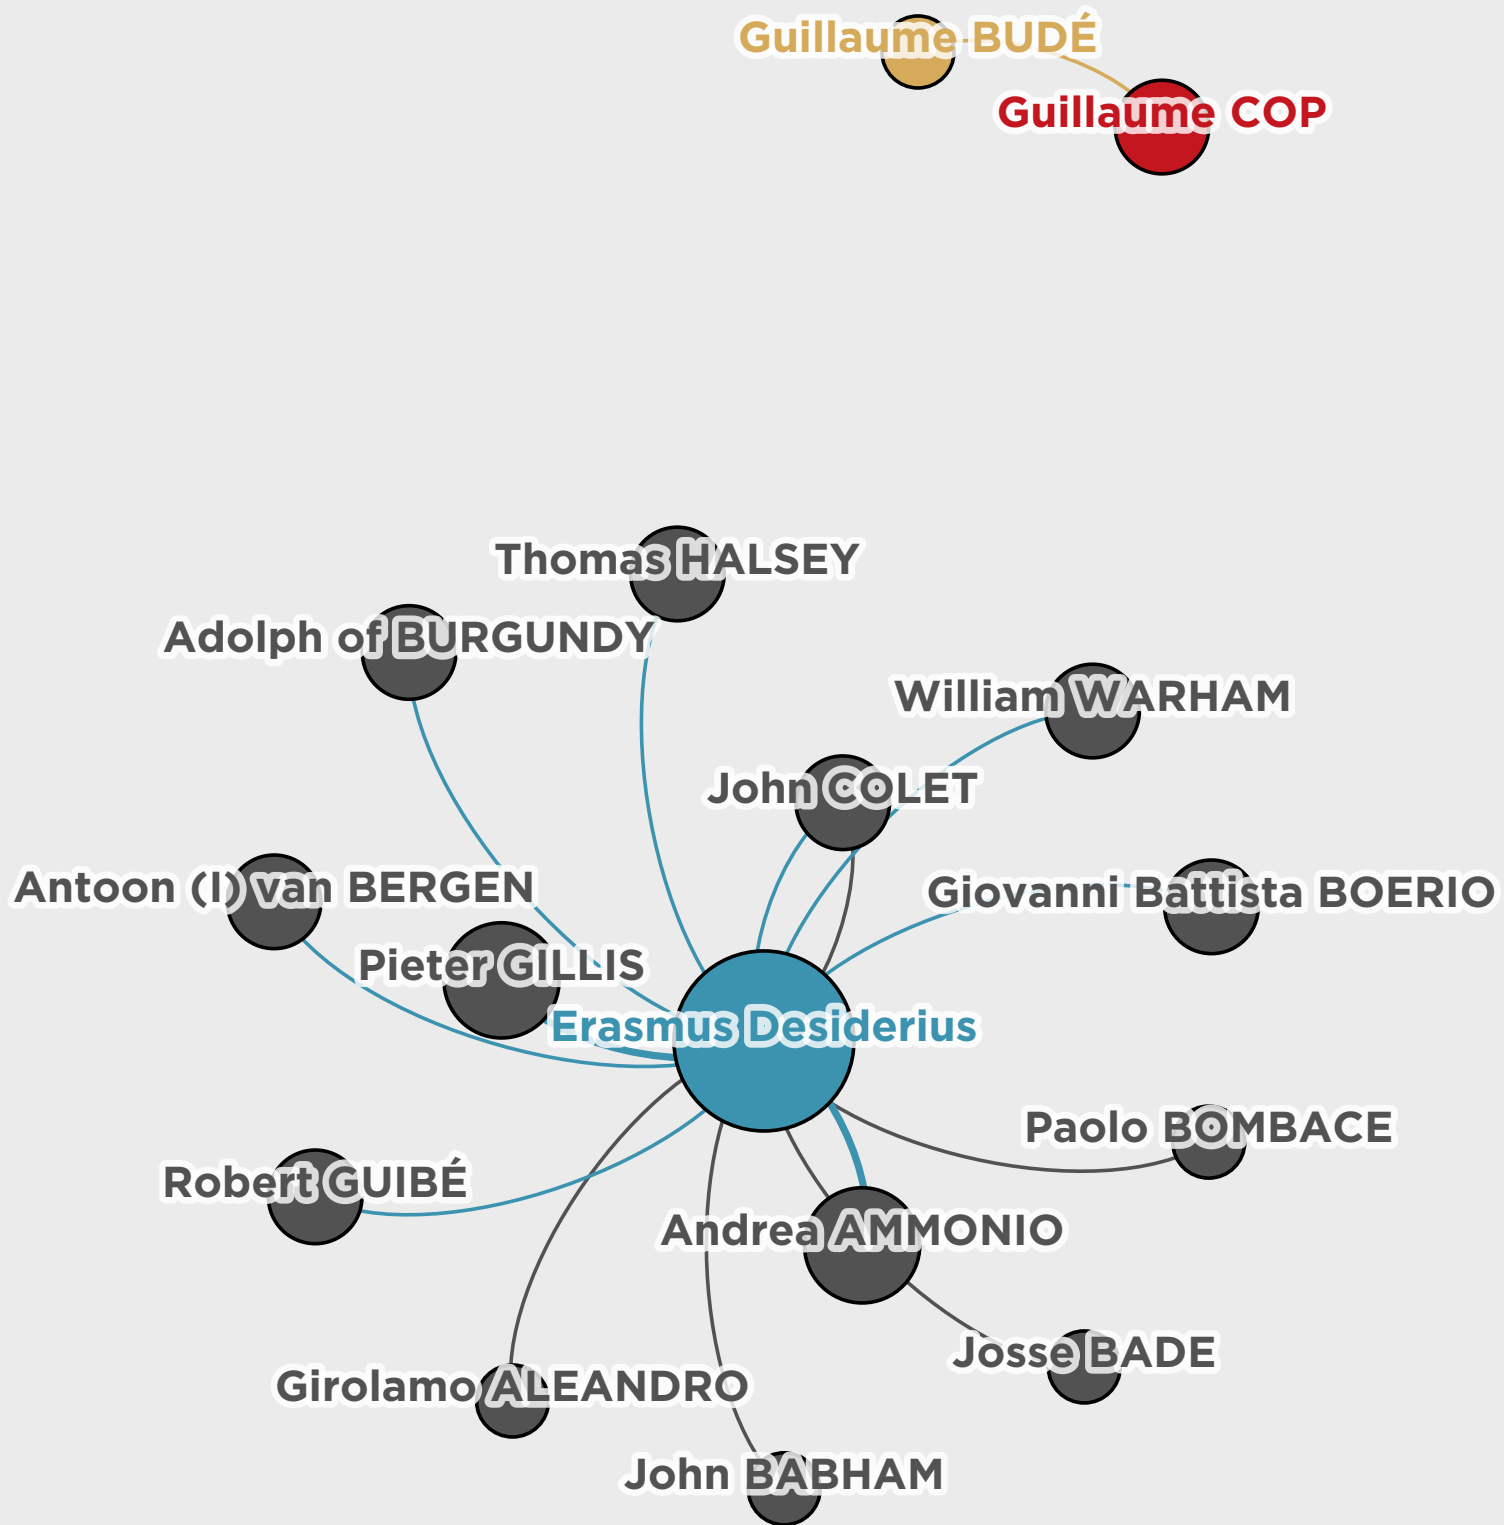 Guillaume BUDÉ
Guillaume COP
Thomas HALSEY
Adolph of BURGUNDY
William WARHAM
John COLET
Antoon (I) van BERGEN
Giovanni Battista BOERIO
Pieter GILLIS
Erasmus Desiderius
Paolo BOMBACE
Robert GUIBÉ
Andrea AMMONIO
Josse BADE
Girolamo ALEANDRO
John BABHAM